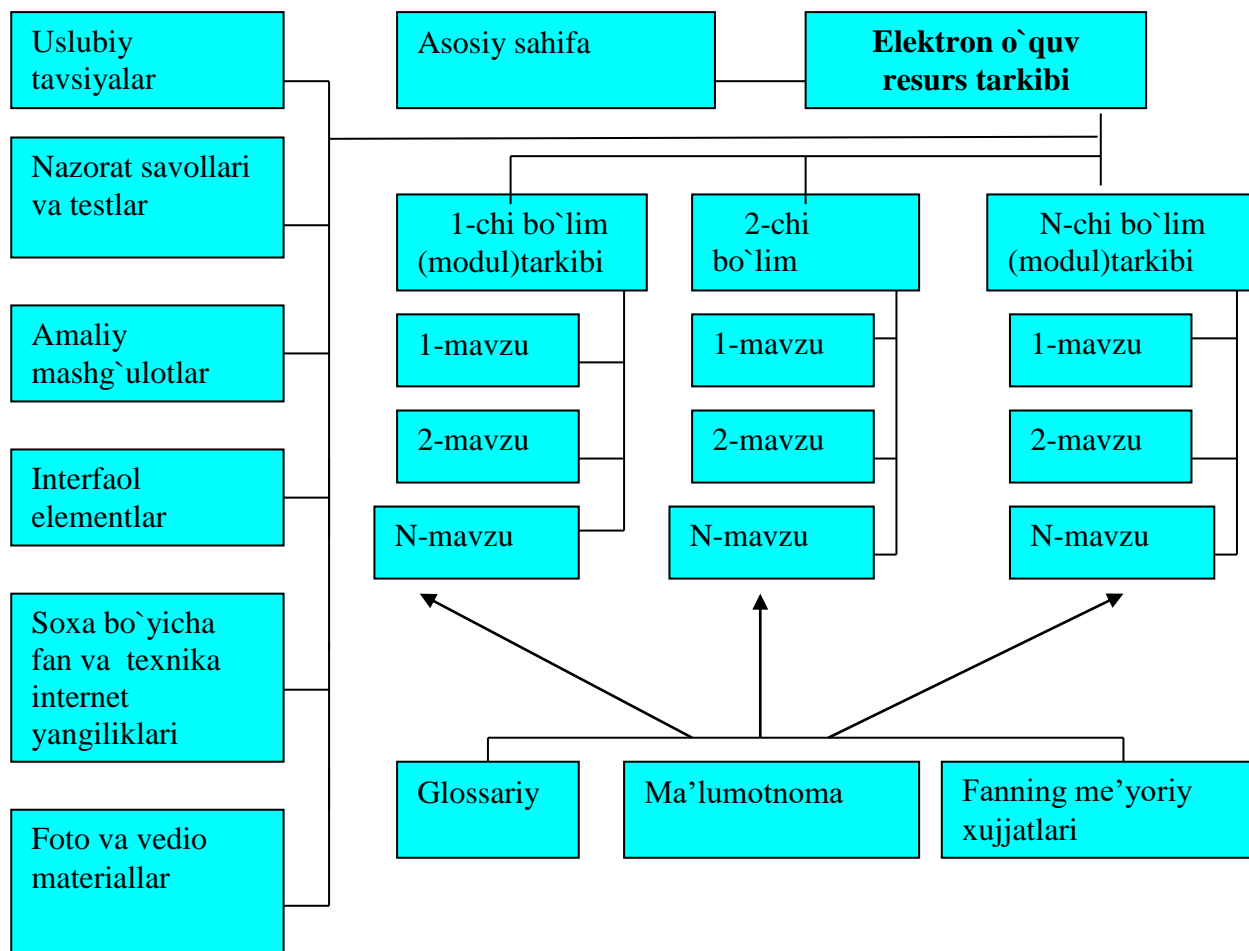 Uslubiy
tavsiyalar
Asosiy sahifa
Elektron o`quv
resurs tarkibi
Nazorat savollari
va testlar
Amaliy
mashg`ulotlar
Interfaol
elementlar
Soxa bo`yicha
fan va texnika
internet
yangiliklari
Foto va vedio
materiallar
1-chi bo`lim
(modul)tarkibi
1-mavzu
2-mavzu
N-mavzu
2-chi
bo`lim
1-mavzu
2-mavzu
N-mavzu
N-chi bo`lim
(modul)tarkibi
1-mavzu
2-mavzu
N-mavzu
Glossariy
Ma’lumotnoma
Fanning me’yoriy
xujjatlari